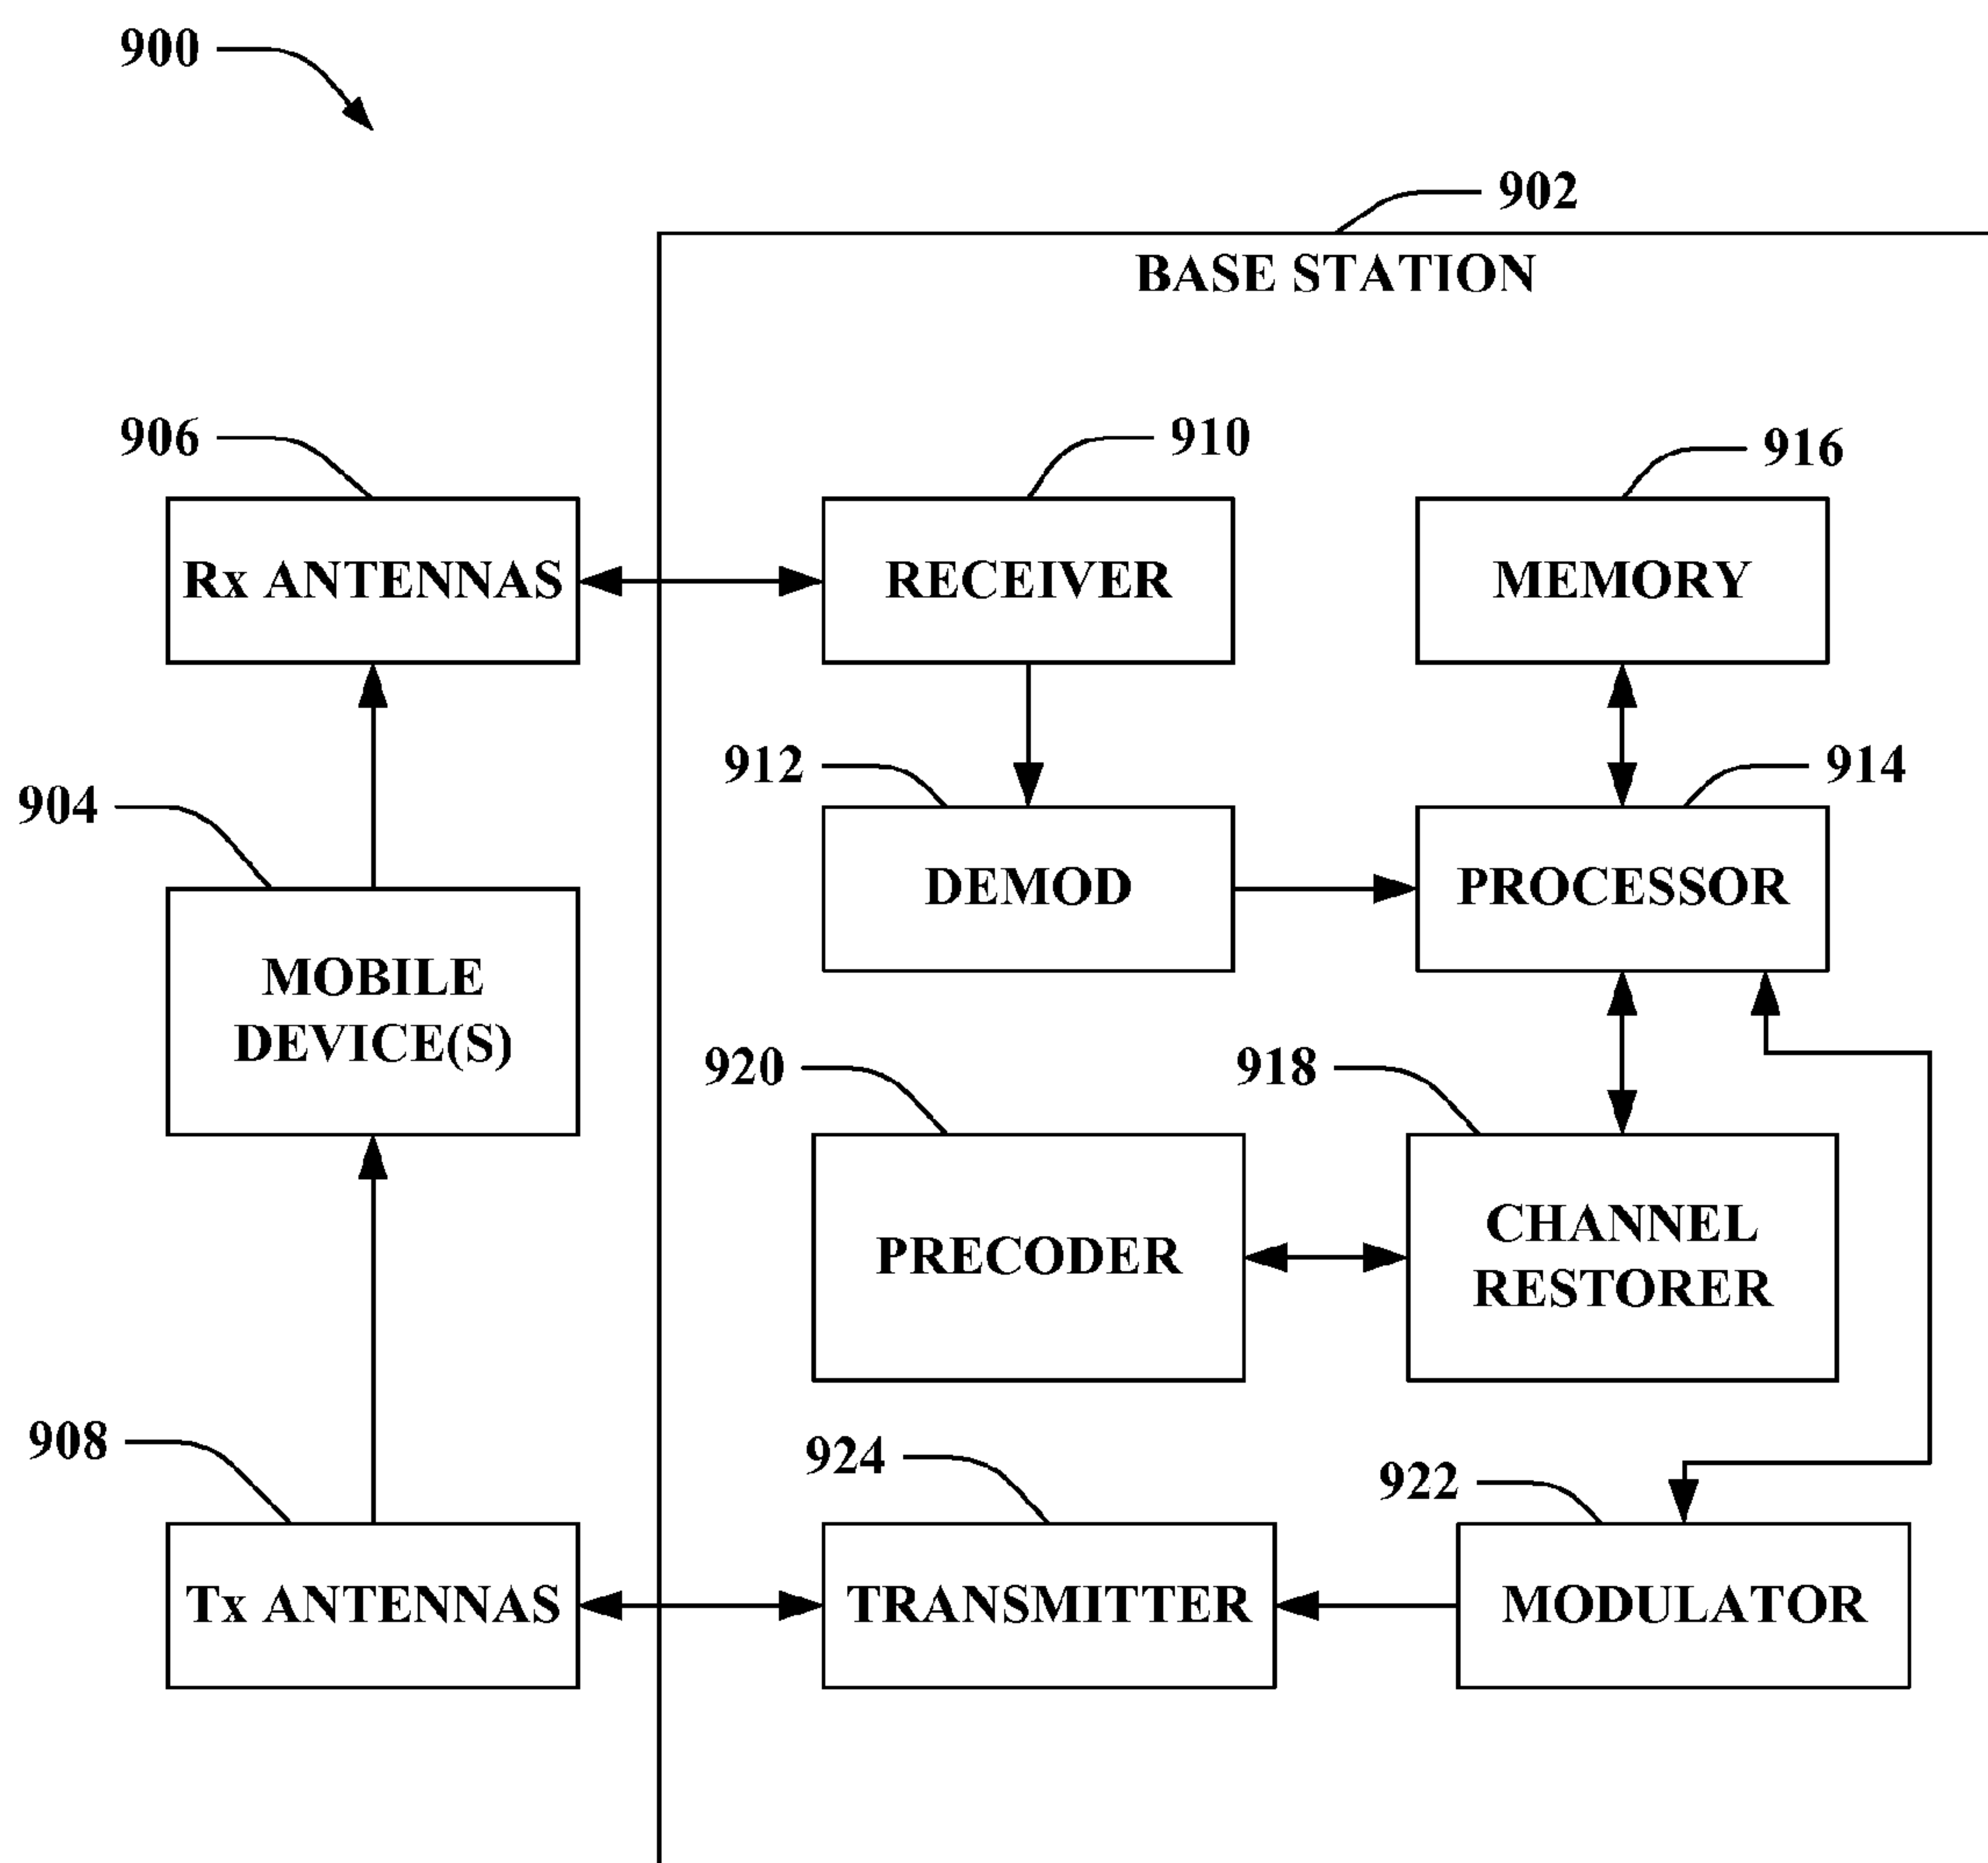 900
902
BASE STATION
906
910
916
Rx ANTENNAS
RECEIVER
MEMORY
912
914
904
DEMOD
PROCESSOR
MOBILE
DEVICE(S)
920
918
PRECODER
CHANNEL
RESTORER
908
924
922
Tx ANTENNAS
TRANSMITTER
MODULATOR